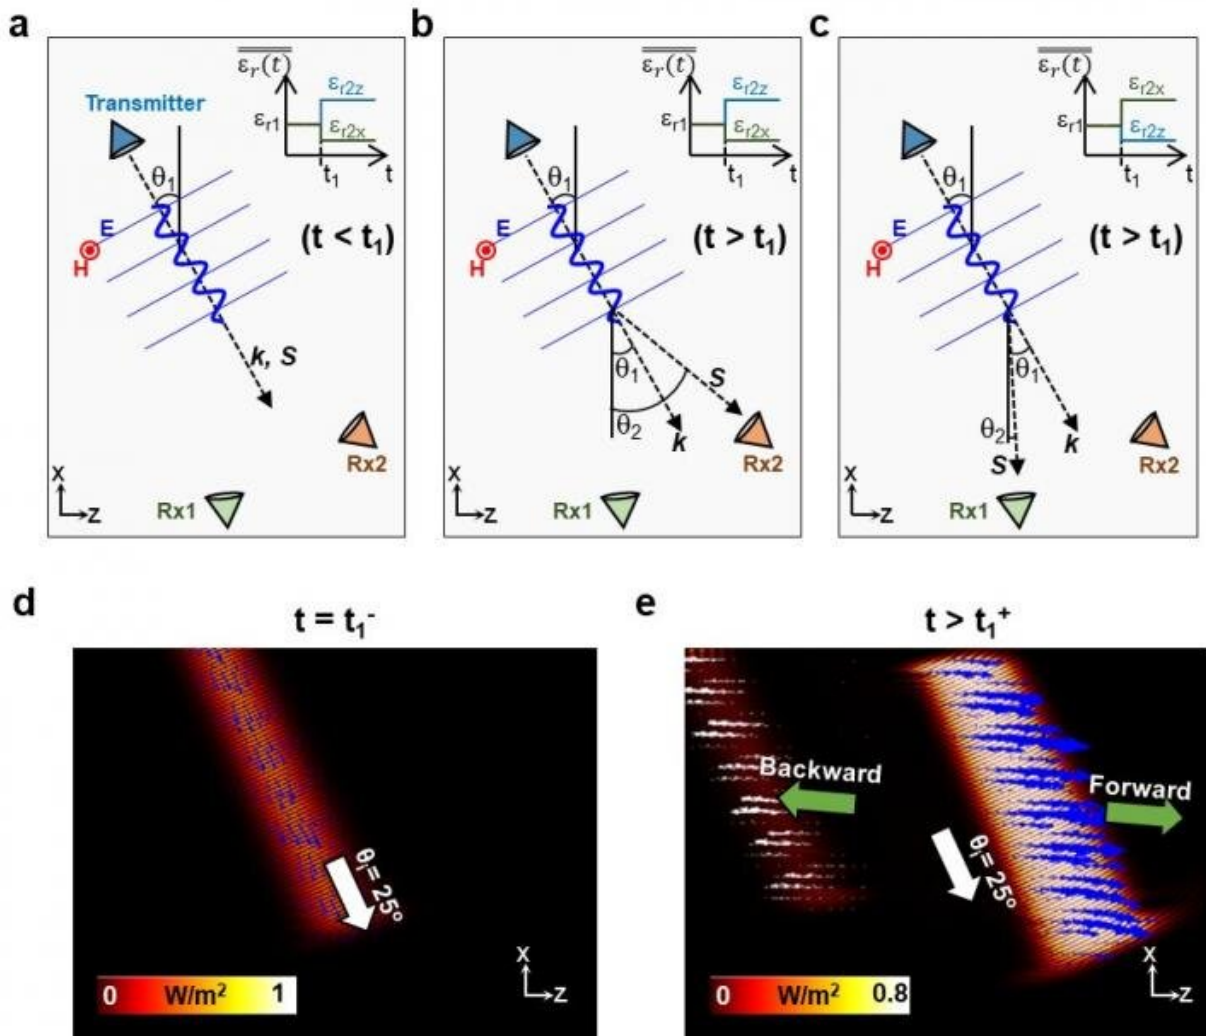 a
εr(t)
Transmitter
εr2z
εr1
εr2x
t1
t
θ1
E
H
(t < t1)
k, S
Rx2
x
z
Rx1
b
εr(t)
εr2z
εr1
εr2x
t1
t
θ1
E
H
(t > t1)
θ1
S
θ2
k
Rx2
x
z
Rx1
c
εr(t)
εr2x
εr1
εr2z
t1
t
θ1
E
H
(t > t1)
θ1
θ2
S
k
Rx2
x
z
Rx1
d
t = t1-
θi = 25º
x
z
0 W/m² 1
e
t > t1+
Backward
Forward
θi = 25º
x
z
0 W/m² 0.8